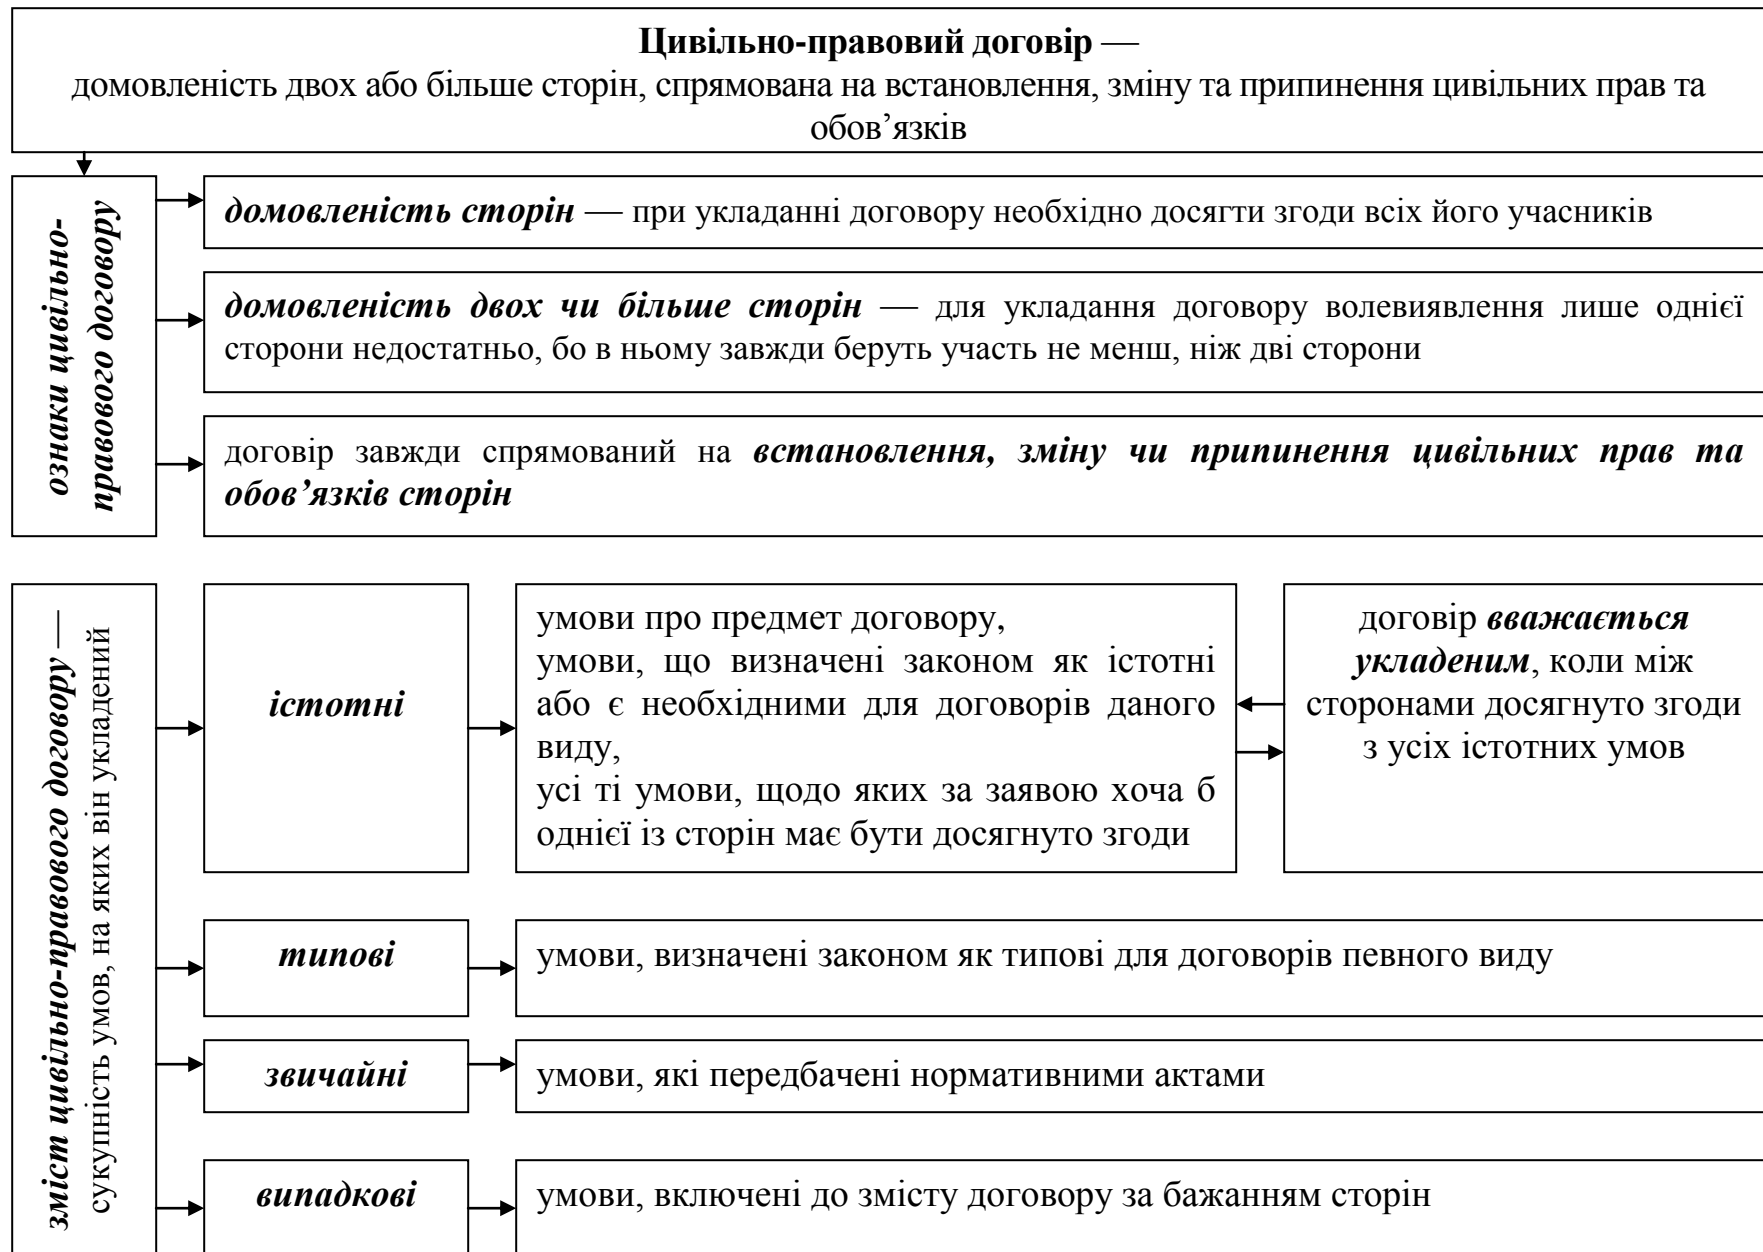 Цивільно-правовий договір —
домовленість двох або більше сторін, спрямована на встановлення, зміну та припинення цивільних прав та
обов’язків
ознаки цивільно-
правового договору
домовленість сторін — при укладанні договору необхідно досягти згоди всіх його учасників
домовленість двох чи більше сторін — для укладання договору волевиявлення лише однієї
сторони недостатньо, бо в ньому завжди беруть участь не менш, ніж дві сторони
договір завжди спрямований на встановлення, зміну чи припинення цивільних прав та
обов’язків сторін
зміст цивільно-правового договору —
сукупність умов, на яких він укладений
істотні
умови про предмет договору,
умови, що визначені законом як істотні
або є необхідними для договорів даного
виду,
усі ті умови, щодо яких за заявою хоча б
однієї із сторін має бути досягнуто згоди
договір вважається
укладеним, коли між
сторонами досягнуто згоди
з усіх істотних умов
типові
умови, визначені законом як типові для договорів певного виду
звичайні
умови, які передбачені нормативними актами
випадкові
умови, включені до змісту договору за бажанням сторін